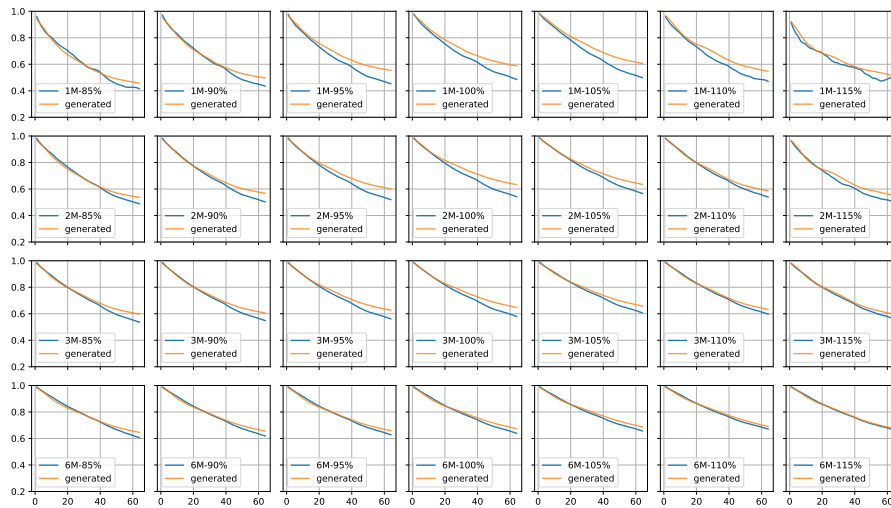 1.0
0.8
0.6
0.4
0.2
1M-85%
generated
1M-90%
generated
1M-95%
generated
1M-100%
generated
1M-105%
generated
1M-110%
generated
1M-115%
generated
1.0
0.8
0.6
0.4
0.2
2M-85%
generated
2M-90%
generated
2M-95%
generated
2M-100%
generated
2M-105%
generated
2M-110%
generated
2M-115%
generated
1.0
0.8
0.6
0.4
0.2
3M-85%
generated
3M-90%
generated
3M-95%
generated
3M-100%
generated
3M-105%
generated
3M-110%
generated
3M-115%
generated
1.0
0.8
0.6
0.4
0.2
6M-85%
generated
6M-90%
generated
6M-95%
generated
6M-100%
generated
6M-105%
generated
6M-110%
generated
6M-115%
generated
0 20 40 60 0 20 40 60 0 20 40 60 0 20 40 60 0 20 40 60 0 20 40 60 0 20 40 60